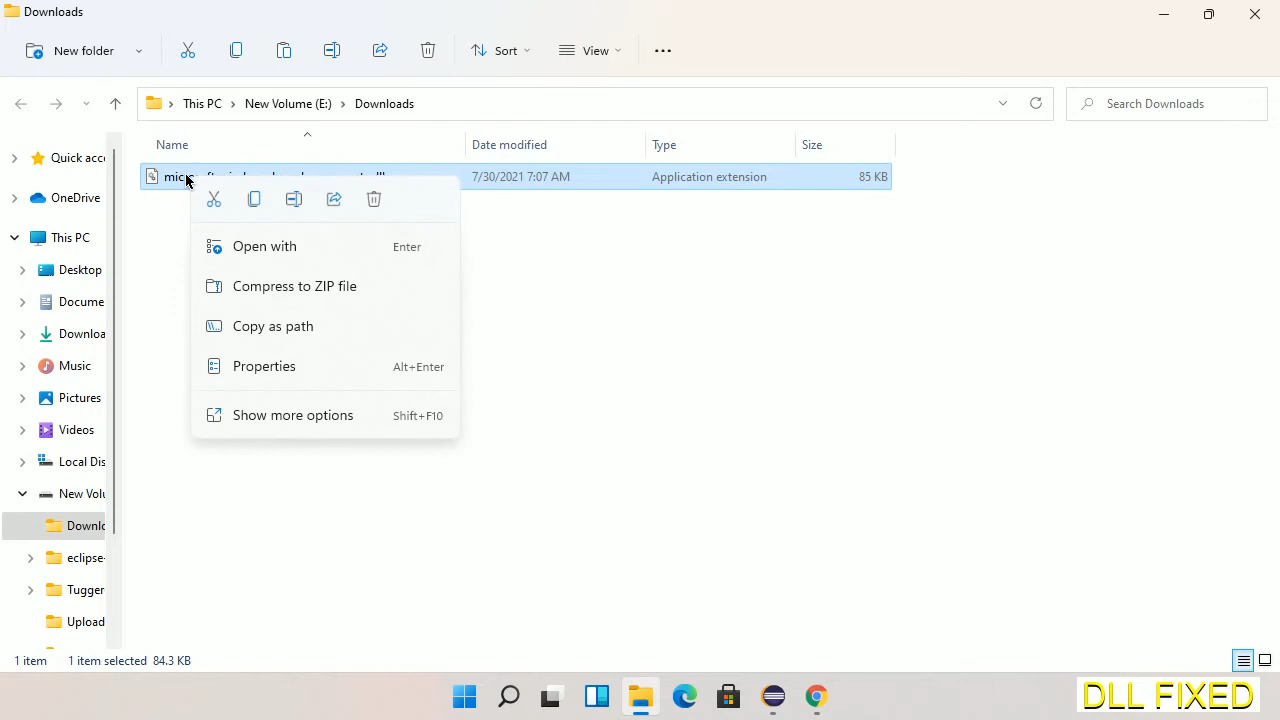 Downloads
New folder
Sort
View
This PC
New Volume (E:)
Downloads
Search Downloads
Name
Date modified
Type
Size
7/30/2021 7:07 AM
Application extension
85 KB
Quick acc
OneDrive
This PC
Desktop
Docume
Downloa
Music
Pictures
Videos
Local Dis
New Volu
Downlo
eclipse-
Tugger
Upload
Open with Enter
Compress to ZIP file
Copy as path
Properties Alt+Enter
Show more options Shift+F10
1 item 1 item selected 84.3 KB
DLL FIXED